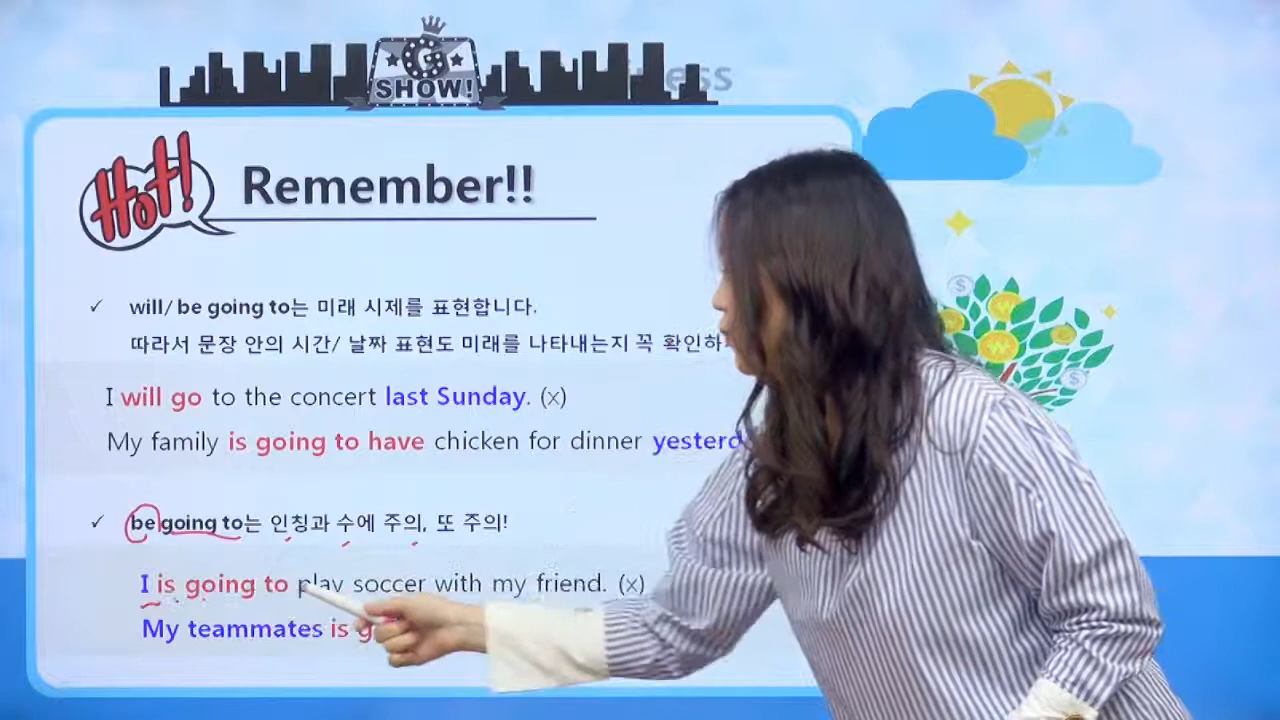 G
SHOW!
ess
HOT!
Remember!!
✓ will/ be going to는 미래 시제를 표현합니다.
따라서 문장 안의 시간/ 날짜 표현도 미래를 나타내는지 꼭
I will go to the concert last Sunday. (x)
My family is going to have chicken for dinner
✓ be going to는 인칭과 수에 주의, 또 주의!
I is going to play soccer with my friend. (x)
My teammates is